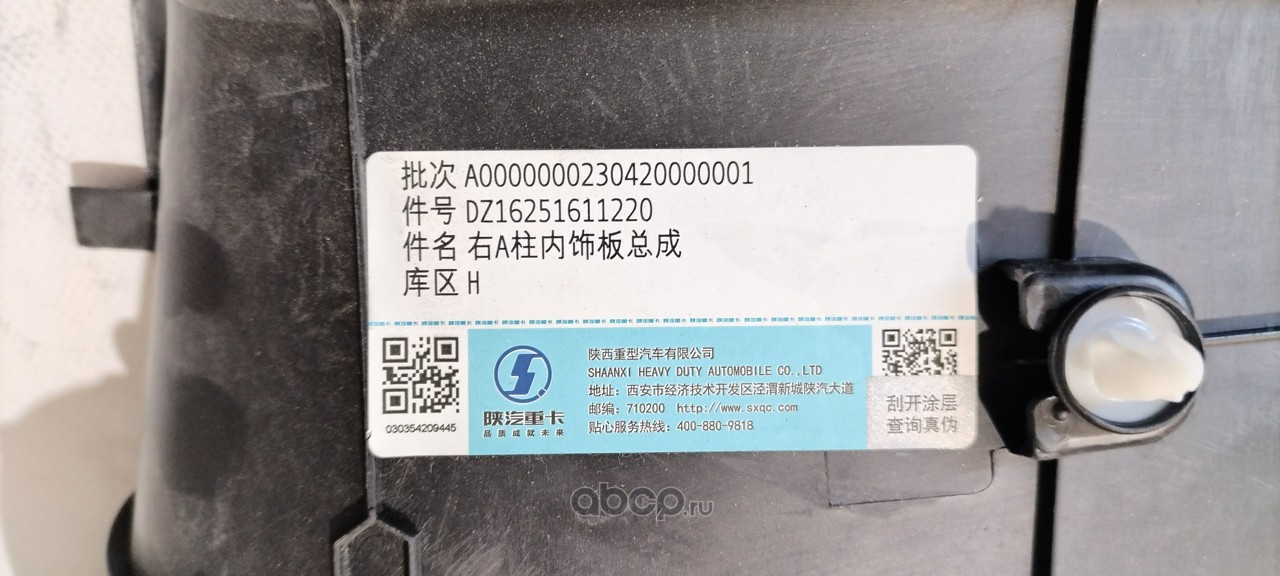 批次 A0000000230420000001
件号 DZ16251611220
件名 右A柱内饰板总成
库区 H
030354209445
陕汽重卡
品质成就未来
陕西重型汽车有限公司
SHAANXI HEAVY DUTY AUTOMOBILE CO.,LTD
地址：西安市经济技术开发区泾渭新城陕汽大道
邮编：710200 http://www.sxqc.com
贴心服务热线：400-880-9818
刮开涂层
查询真伪
abcp.ru